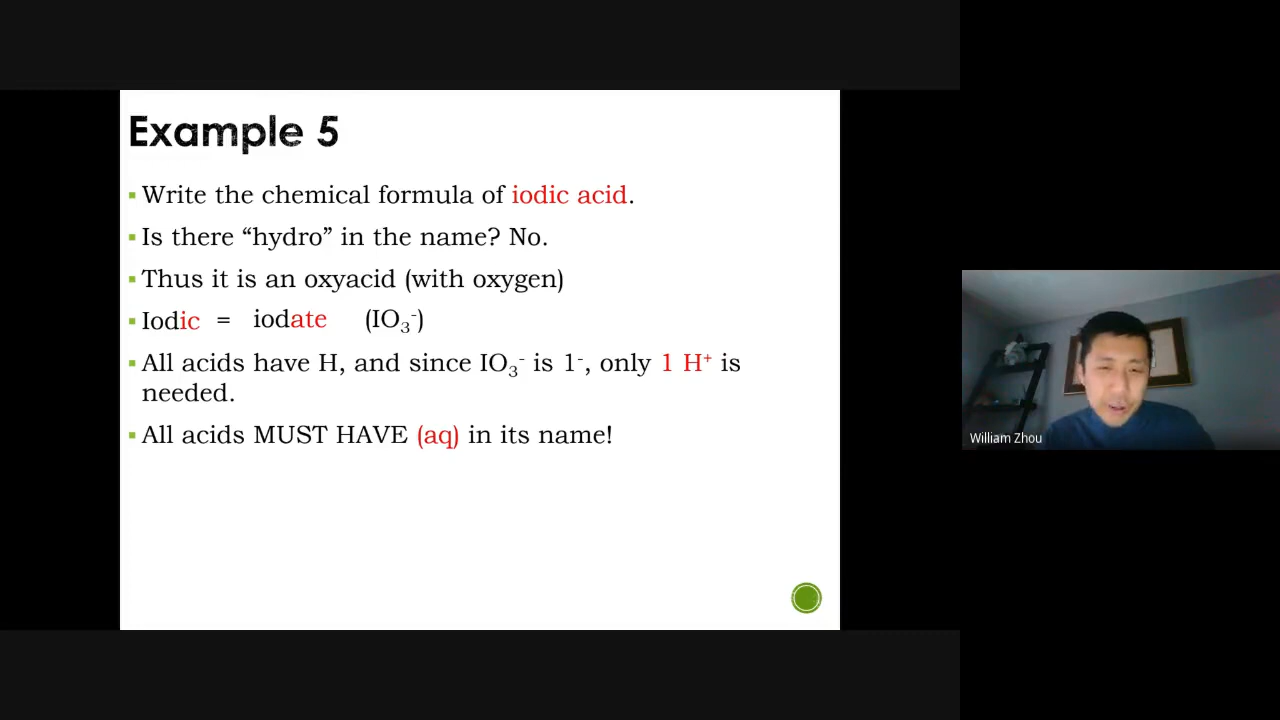 Example 5
▪ Write the chemical formula of iodic acid.
▪ Is there “hydro” in the name? No.
▪ Thus it is an oxyacid (with oxygen)
▪ Iodic = iodate (IO₃⁻)
▪ All acids have H, and since IO₃⁻ is 1⁻, only 1 H⁺ is
needed.
▪ All acids MUST HAVE (aq) in its name!
William Zhou